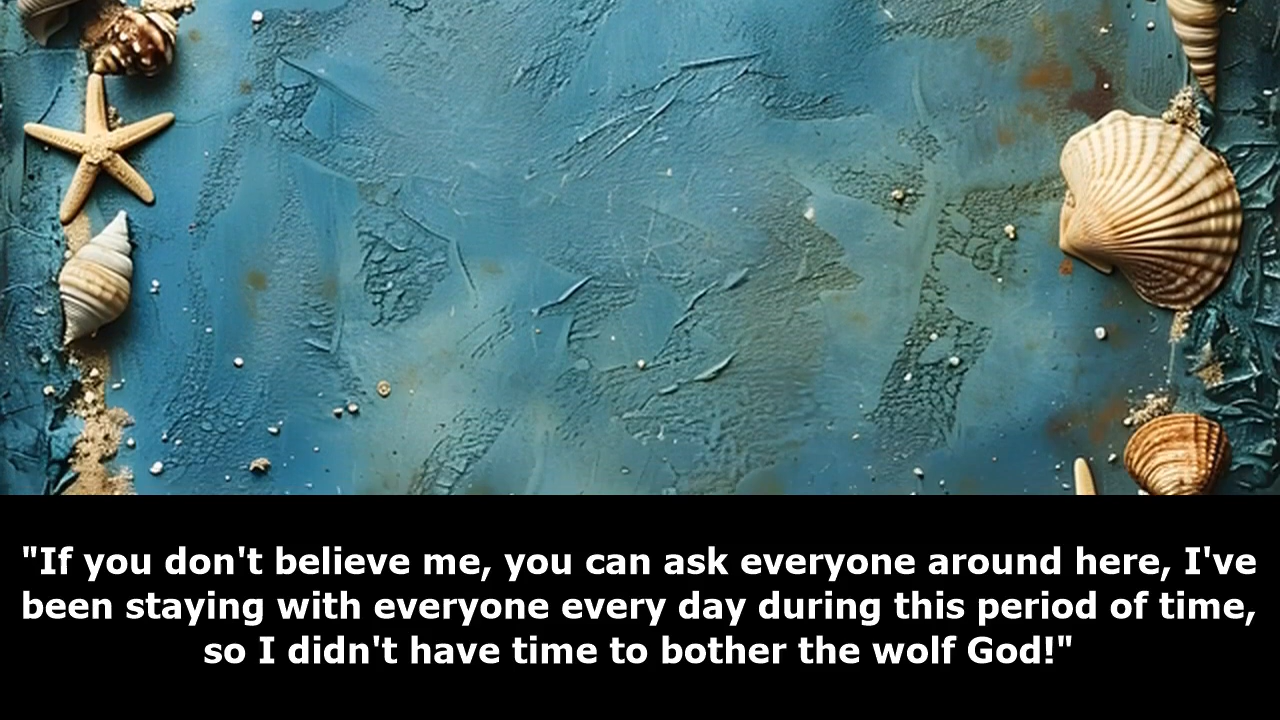 "If you don't believe me, you can ask everyone around here, I've
been staying with everyone every day during this period of time,
so I didn't have time to bother the wolf God!"